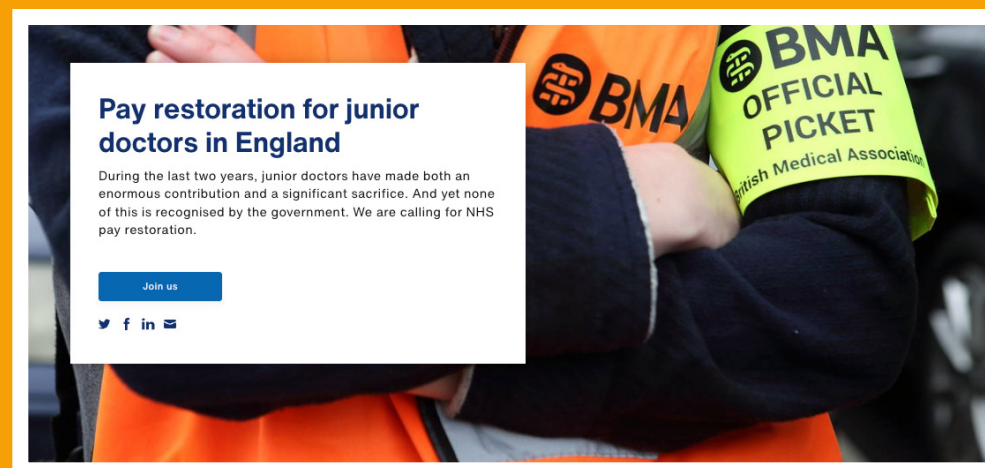 Pay restoration for junior
doctors in England
During the last two years, junior doctors have made both an
enormous contribution and a significant sacrifice. And yet none
of this is recognised by the government. We are calling for NHS
pay restoration.
Join us
BMA
BMA
OFFICIAL
PICKET
British Medical Association